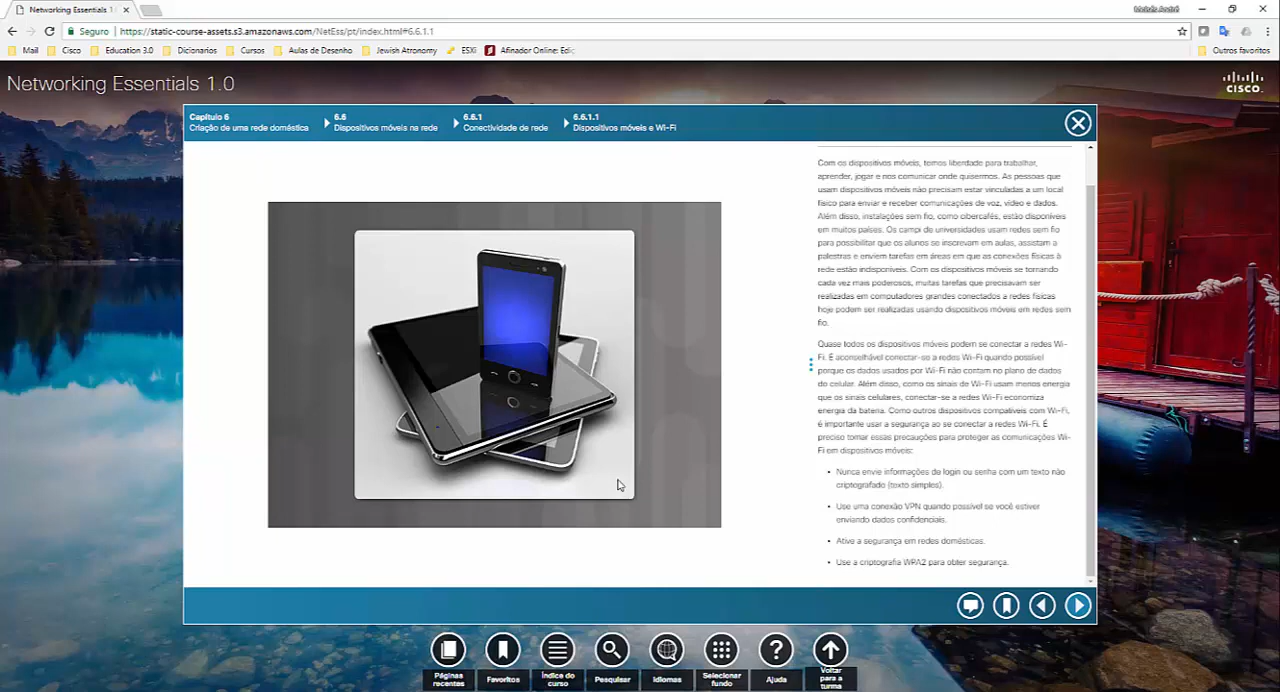 Networking Essentials 1.0
Moisés André
Seguro
https://static-course-assets.s3.amazonaws.com/NetEss/pt/index.html#6.6.1.1
Mail
Cisco
Education 3.0
Dicionarios
Cursos
Aulas de Desenho
Jewish Atronomy
ESXi
Afinador Online: Edic
Outros favoritos
Networking Essentials 1.0
CISCO.
Capítulo 6
Criação de uma rede doméstica
6.6
Dispositivos móveis na rede
6.6.1
Conectividade de rede
6.6.1.1
Dispositivos móveis e Wi-Fi
Com os dispositivos móveis, temos liberdade para trabalhar,
aprender, jogar e nos comunicar onde quisermos. As pessoas que
usam dispositivos móveis não precisam estar vinculadas a um local
físico para enviar e receber comunicações de voz, vídeo e dados.
Além disso, instalações sem fio, como cibercafés, estão disponíveis
em muitos países. Os campi de universidades usam redes sem fio
para possibilitar que os alunos se inscrevam em aulas, assistam a
palestras e enviem tarefas em áreas em que as conexões físicas à
rede estão indisponíveis. Com os dispositivos móveis se tornando
cada vez mais poderosos, muitas tarefas que precisavam ser
realizadas em computadores grandes conectados a redes físicas
hoje podem ser realizadas usando dispositivos móveis em redes sem
fio.
Quase todos os dispositivos móveis podem se conectar a redes Wi-
Fi. É aconselhável conectar-se a redes Wi-Fi quando possível
porque os dados usados por Wi-Fi não contam no plano de dados
do celular. Além disso, como os sinais de Wi-Fi usam menos energia
que os sinais celulares, conectar-se a redes Wi-Fi economiza
energia da bateria. Como outros dispositivos compatíveis com Wi-Fi,
é importante usar a segurança ao se conectar a redes Wi-Fi. É
preciso tomar essas precauções para proteger as comunicações Wi-
Fi em dispositivos móveis:
• Nunca envie informações de login ou senha com um texto não
criptografado (texto simples).
• Use uma conexão VPN quando possível se você estiver
enviando dados confidenciais.
• Ative a segurança em redes domésticas.
• Use a criptografia WPA2 para obter segurança.
Páginas
recentes
Favoritos
Índice do
curso
Pesquisar
Idiomas
Selecionar
fundo
Ajuda
Voltar
para a
turma